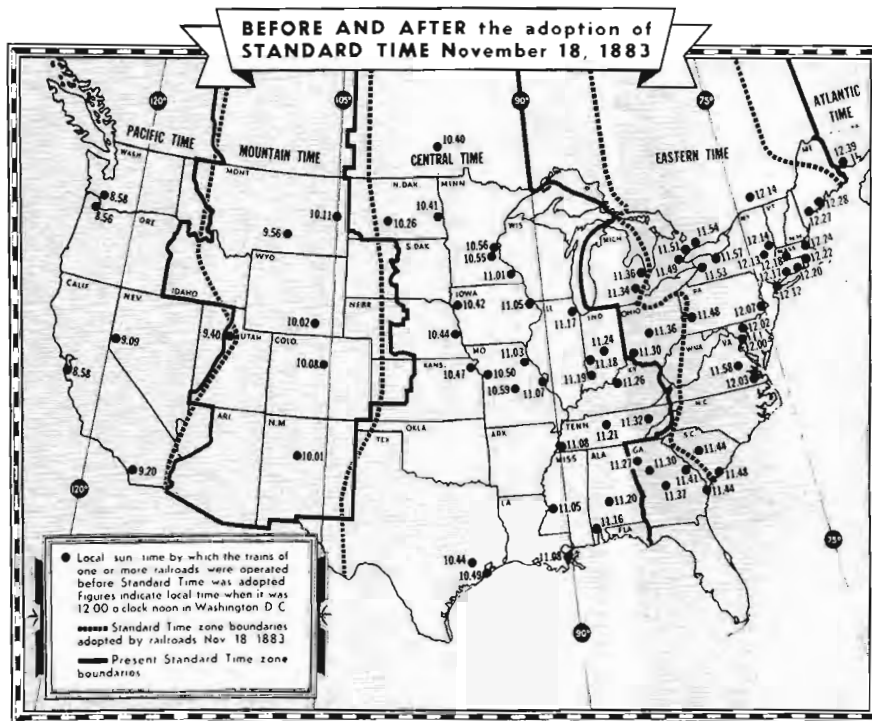 BEFORE AND AFTER the adoption of
STANDARD TIME November 18, 1883
120°
105°
90°
75°
ATLANTIC
TIME
PACIFIC TIME
MOUNTAIN TIME
CENTRAL TIME
EASTERN TIME
10.40
12.39
WASH
MONT
N.DAK
MINN
8.58
8.56
ORE
9.56
10.11
10.26
10.41
WIS
MICH
12.14
N.Y
VT
12.28
12.27
WYO
S.DAK
10.56
10.55
11.01
11.36
11.34
11.51
11.54
11.49
11.57
11.53
12.14
12.13
12.18
12.17
12.24
12.22
12.20
12.12
MASS
CALIF
NEV.
IDAHO
NEBR
IOWA
10.42
11.05
ILL
11.17
IND
OHIO
PA
11.48
12.07
9.09
9.40
UTAH
10.02
COLO.
10.08
10.44
11.36
12.02
12.00
8.58
KANS.
10.47
MO
11.03
10.50
10.59
11.07
11.24
11.18
11.19
11.30
11.26
KY
W.VA
VA
11.58
12.03
ARI.
N.M
OKLA
TEX
ARK
TENN
11.21
11.32
N.C.
9.20
10.01
11.08
MISS
ALA
GA
11.27
11.30
S.C.
11.44
11.41
11.48
11.37
11.44
120°
LA
11.05
11.20
11.16
FLA
10.44
10.49
11.08
75°
90°
Local sun time by which the trains of
one or more railroads were operated
before Standard Time was adopted
Figures indicate local time when it was
12 00 o clock noon in Washington D C
Standard Time zone boundaries
adopted by railroads Nov 18 1883
Present Standard Time zone
boundaries